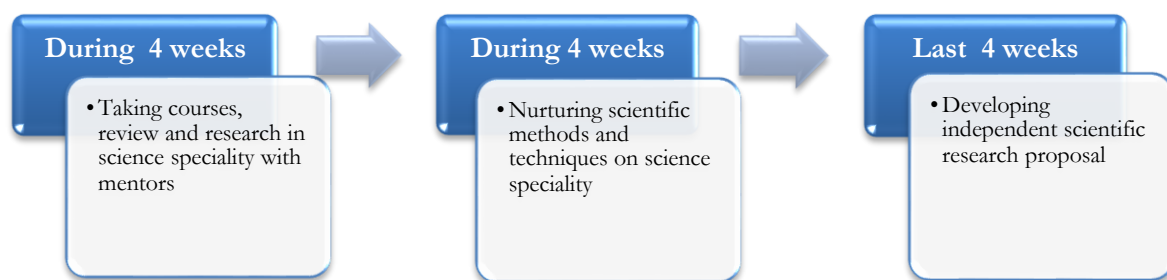 During 4 weeks
• Taking courses,
review and research in
science speciality with
mentors
During 4 weeks
• Nurturing scientific
methods and
techniques on science
speciality
Last 4 weeks
• Developing
independent scientific
research proposal